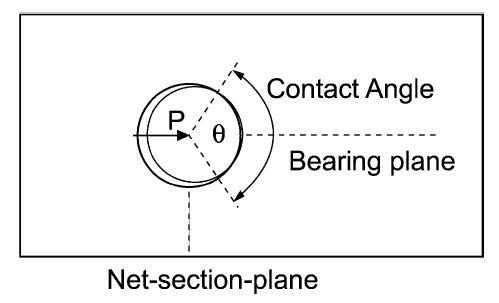 Contact Angle
P
θ
Bearing plane
Net-section-plane